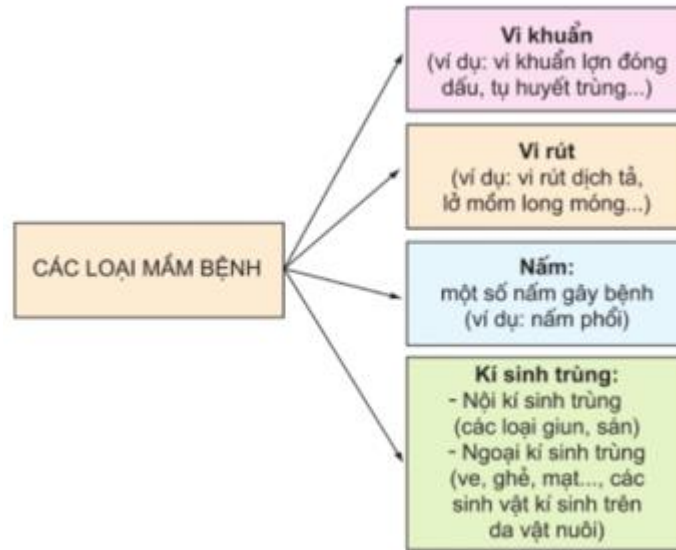 CÁC LOẠI MẦM BỆNH
Vi khuẩn
(ví dụ: vi khuẩn lợn đóng
dấu, tụ huyết trùng...)
Vi rút
(ví dụ: vi rút dịch tả,
lở mồm long móng...)
Nấm:
một số nấm gây bệnh
(ví dụ: nấm phổi)
Kí sinh trùng:
- Nội kí sinh trùng
(các loại giun, sán)
- Ngoại kí sinh trùng
(ve, ghẻ, mạt..., các
sinh vật kí sinh trên
da vật nuôi)